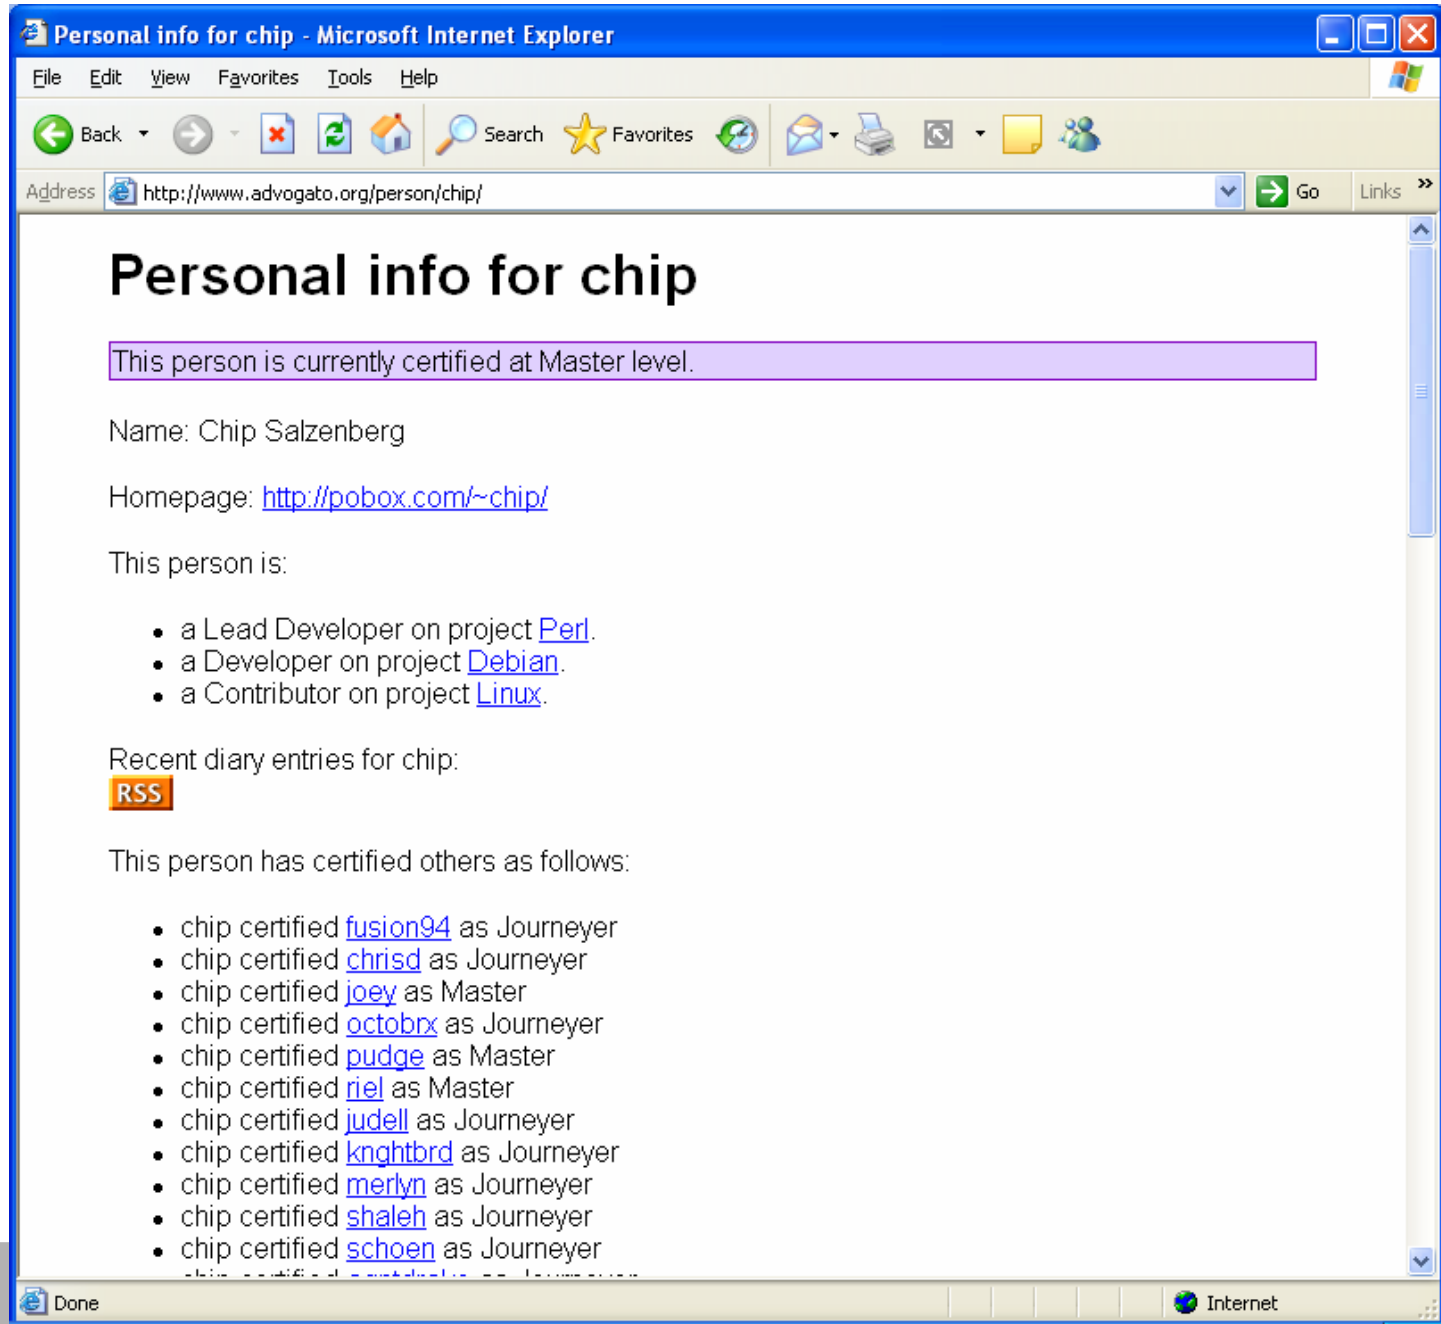 Personal info for chip - Microsoft Internet Explorer
File Edit View Favorites Tools Help
Back Search Favorites
Address http://www.advogato.org/person/chip/ Go Links »
Personal info for chip
This person is currently certified at Master level.
Name: Chip Salzenberg
Homepage: http://pobox.com/~chip/
This person is:
• a Lead Developer on project Perl.
• a Developer on project Debian.
• a Contributor on project Linux.
Recent diary entries for chip:
RSS
This person has certified others as follows:
• chip certified fusion94 as Journeyer
• chip certified chrisd as Journeyer
• chip certified joey as Master
• chip certified octobrx as Journeyer
• chip certified pudge as Master
• chip certified riel as Master
• chip certified judell as Journeyer
• chip certified knghtbrd as Journeyer
• chip certified merlyn as Journeyer
• chip certified shaleh as Journeyer
• chip certified schoen as Journeyer
Done Internet